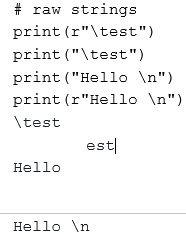 # raw strings
print(r"\test")
print("\test")
print("Hello \n")
print(r"Hello \n")
\test
est
Hello
Hello \n